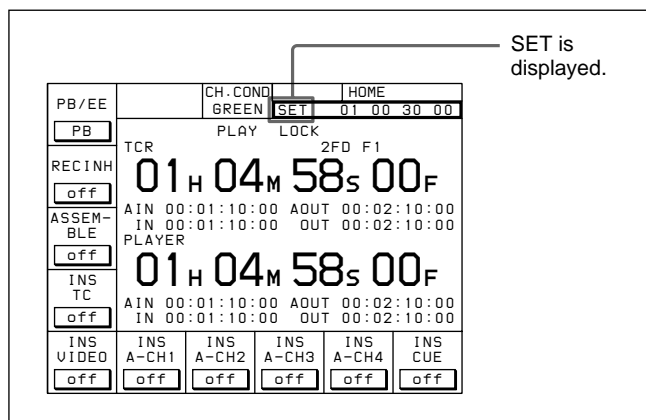 SET is
displayed.
CH·COND HOME
PB/EE GREEN SET 01 00 30 00
PB PLAY LOCK
TCR 2FD F1
RECINH 01H 04M 58S 00F
off
AIN 00:01:10:00 AOUT 00:02:10:00
ASSEM-
BLE IN 00:01:10:00 OUT 00:02:10:00
PLAYER
off 01H 04M 58S 00F
INS
TC
AIN 00:01:10:00 AOUT 00:02:10:00
off IN 00:01:10:00 OUT 00:02:10:00
INS INS INS INS INS INS
VIDEO A-CH1 A-CH2 A-CH3 A-CH4 CUE
off off off off off off